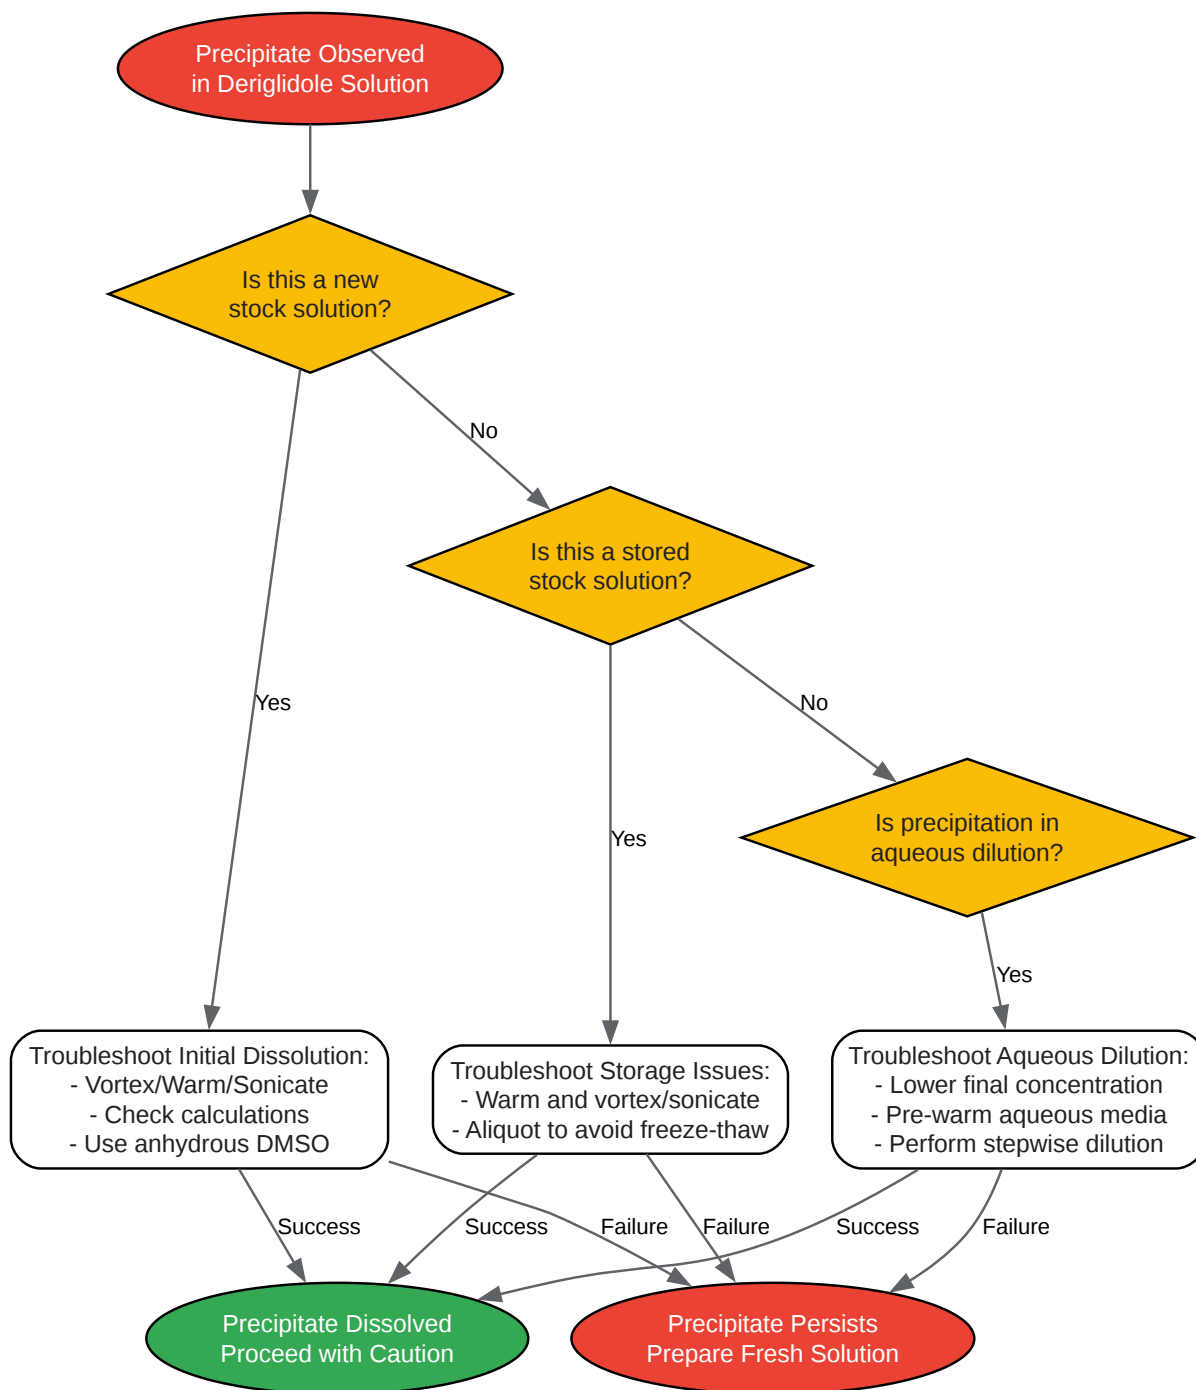 Precipitate Observed
in Deriglidole Solution
Is this a new
stock solution?
No
Is this a stored
stock solution?
Yes
No
Is precipitation in
aqueous dilution?
Yes
Yes
Troubleshoot Initial Dissolution:
- Vortex/Warm/Sonicate
- Check calculations
- Use anhydrous DMSO
Troubleshoot Storage Issues:
- Warm and vortex/sonicate
- Aliquot to avoid freeze-thaw
Troubleshoot Aqueous Dilution:
- Lower final concentration
- Pre-warm aqueous media
- Perform stepwise dilution
Success
Success
Failure
Failure
Success
Failure
Precipitate Dissolved
Proceed with Caution
Precipitate Persists
Prepare Fresh Solution